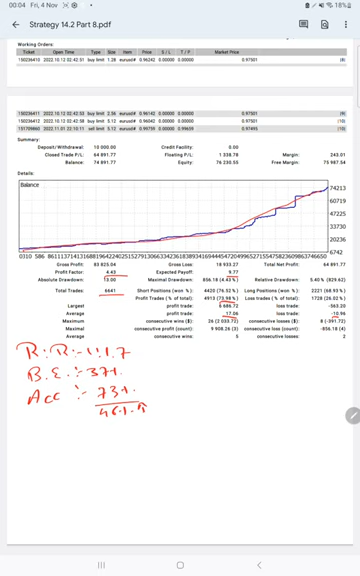 00:04 Fri, 4 Nov
18%
Strategy 14.2 Part 8.pdf
Working Orders:
Ticket Open Time Type Size Item Price S / L T / P Market Price
150236410 2022.10.12 02:42:51 buy limit 1.28 eurusd# 0.96242 0.00000 0.00000 0.97501 (8)
150236411 2022.10.12 02:42:53 buy limit 2.56 eurusd# 0.96142 0.00000 0.00000 0.97501 (9)
150236412 2022.10.12 02:42:58 buy limit 5.12 eurusd# 0.96042 0.00000 0.00000 0.97501 (10)
151709660 2022.11.01 23:10:11 sell limit 5.12 eurusd# 0.99759 0.00000 0.99659 0.97495 (10)
Summary:
Deposit/Withdrawal: 10 000.00 Credit Facility: 0.00
Closed Trade P/L: 64 891.77 Floating P/L: 1 338.78 Margin: 243.01
Balance: 74 891.77 Equity: 76 230.55 Free Margin: 75 987.54
Details:
Balance
74213
60719
47225
33730
20236
6742
Gross Profit: 83 825.04 Gross Loss: 18 933.27 Total Net Profit: 64 891.77
Profit Factor: 4.43 Expected Payoff: 9.77
Absolute Drawdown: 13.00 Maximal Drawdown: 856.18 (4.43%) Relative Drawdown: 5.40% (829.62)
Total Trades: 6641 Short Positions (won %): 4420 (76.52%) Long Positions (won %): 2221 (68.93%)
Profit Trades (% of total): 4913 (73.98%) Loss trades (% of total): 1728 (26.02%)
Largest profit trade: 6 686.72 loss trade: -563.20
Average profit trade: 17.06 loss trade: -10.96
Maximum consecutive wins ($): 26 (2 033.72) consecutive losses ($): 8 (-391.72)
Maximal consecutive profit (count): 9 908.26 (3) consecutive loss (count): -856.18 (4)
Average consecutive wins: 5 consecutive losses: 2
R:R:- 1:1.7
B.E. :- 37%
Acc :- 73%